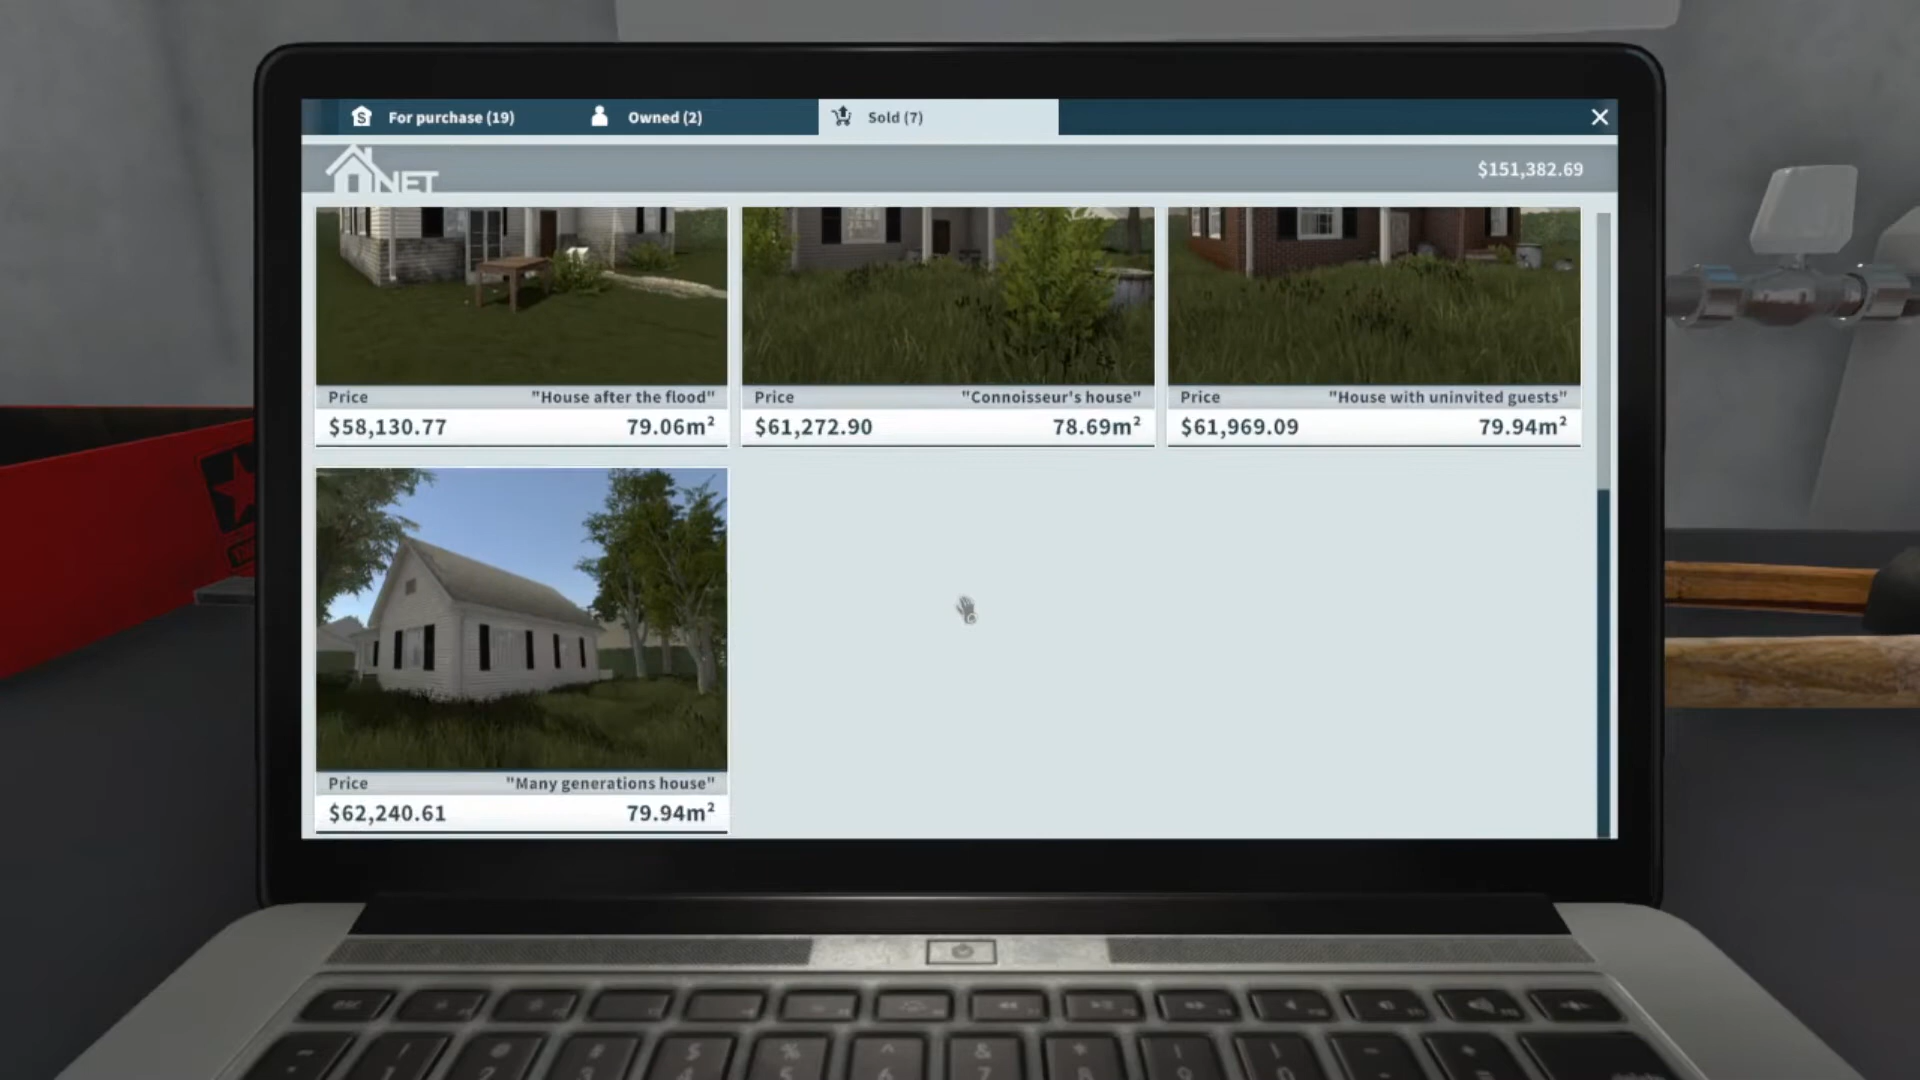 For purchase (19)
Owned (2)
Sold (7)
NET
$151,382.69
Price "House after the flood"
$58,130.77 79.06m²
Price "Connoisseur's house"
$61,272.90 78.69m²
Price "House with uninvited guests"
$61,969.09 79.94m²
Price "Many generations house"
$62,240.61 79.94m²